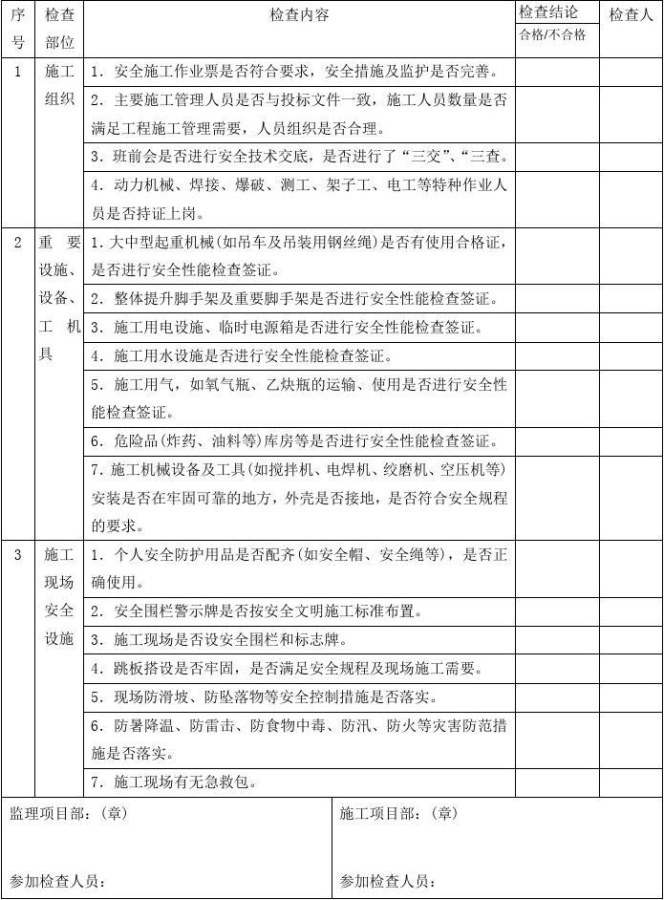 序号 检查部位 检查内容 检查结论 合格/不合格 检查人
1 施工组织 1. 安全施工作业票是否符合要求，安全措施及监护是否完善。
2. 主要施工管理人员是否与投标文件一致，施工人员数量是否
满足工程施工管理需要，人员组织是否合理。
3. 班前会是否进行安全技术交底，是否进行了“三交”、“三查。
4. 动力机械、焊接、爆破、测工、架子工、电工等特种作业人
员是否持证上岗。
2 重要设施、设备、工机具 1. 大中型起重机械(如吊车及吊装用钢丝绳)是否有使用合格证，
是否进行安全性能检查签证。
2. 整体提升脚手架及重要脚手架是否进行安全性能检查签证。
3. 施工用电设施、临时电源箱是否进行安全性能检查签证。
4. 施工用水设施是否进行安全性能检查签证。
5. 施工用气，如氧气瓶、乙炔瓶的运输、使用是否进行安全性
能检查签证。
6. 危险品(炸药、油料等)库房等是否进行安全性能检查签证。
7. 施工机械设备及工具(如搅拌机、电焊机、绞磨机、空压机等)
安装是否在牢固可靠的地方，外壳是否接地，是否符合安全规程
的要求。
3 施工现场安全设施 1. 个人安全防护用品是否配齐(如安全帽、安全绳等)，是否正
确使用。
2. 安全围栏警示牌是否按安全文明施工标准布置。
3. 施工现场是否设安全围栏和标志牌。
4. 跳板搭设是否牢固，是否满足安全规程及现场施工需要。
5. 现场防滑坡、防坠落物等安全控制措施是否落实。
6. 防暑降温、防雷击、防食物中毒、防汛、防火等灾害防范措
施是否落实。
7. 施工现场有无急救包。
监理项目部：(章) 施工项目部：(章)
参加检查人员： 参加检查人员：